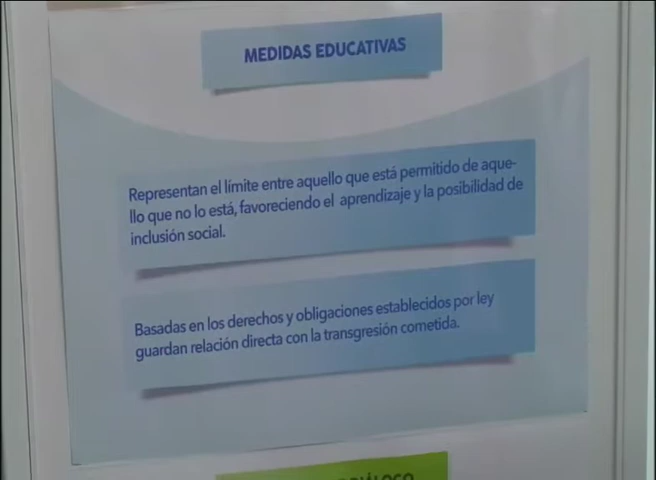 MEDIDAS EDUCATIVAS
Representan el límite entre aquello que está permitido de aque-
llo que no lo está, favoreciendo el aprendizaje y la posibilidad de
inclusión social.
Basadas en los derechos y obligaciones establecidos por ley
guardan relación directa con la transgresión cometida.